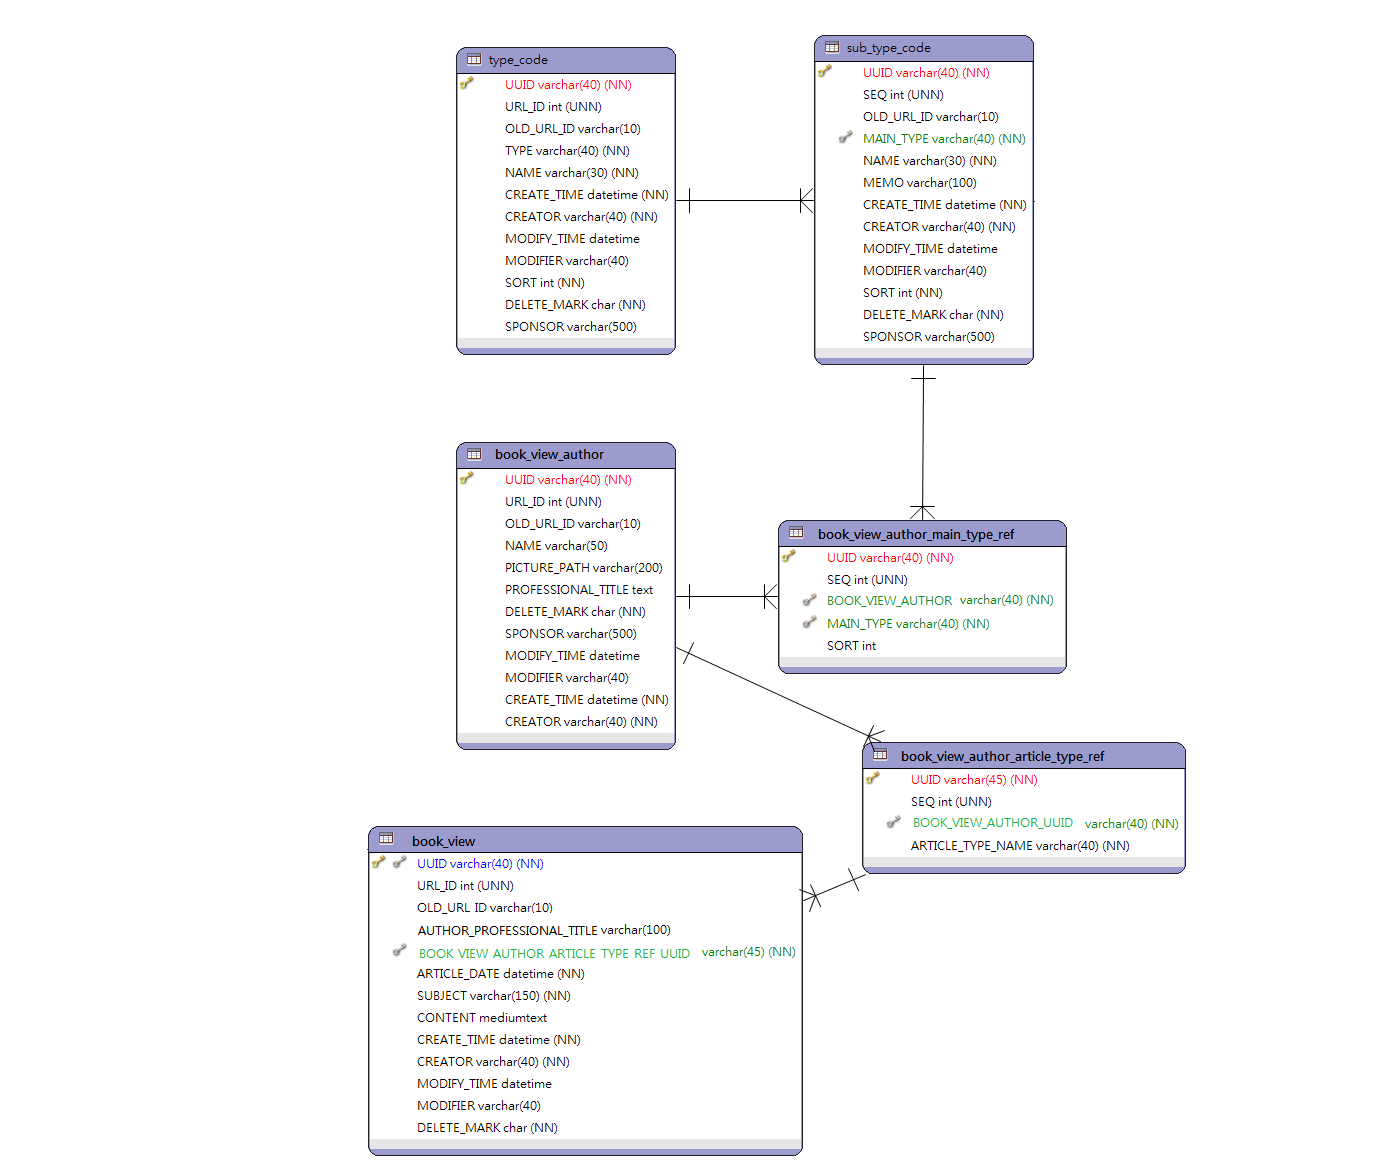 type_code
UUID varchar(40) (NN)
URL_ID int (UNN)
OLD_URL_ID varchar(10)
TYPE varchar(40) (NN)
NAME varchar(30) (NN)
CREATE_TIME datetime (NN)
CREATOR varchar(40) (NN)
MODIFY_TIME datetime
MODIFIER varchar(40)
SORT int (NN)
DELETE_MARK char (NN)
SPONSOR varchar(500)
sub_type_code
UUID varchar(40) (NN)
SEQ int (UNN)
OLD_URL_ID varchar(10)
MAIN_TYPE varchar(40) (NN)
NAME varchar(30) (NN)
MEMO varchar(100)
CREATE_TIME datetime (NN)
CREATOR varchar(40) (NN)
MODIFY_TIME datetime
MODIFIER varchar(40)
SORT int (NN)
DELETE_MARK char (NN)
SPONSOR varchar(500)
book_view_author
UUID varchar(40) (NN)
URL_ID int (UNN)
OLD_URL_ID varchar(10)
NAME varchar(50)
PICTURE_PATH varchar(200)
PROFESSIONAL_TITLE text
DELETE_MARK char (NN)
SPONSOR varchar(500)
MODIFY_TIME datetime
MODIFIER varchar(40)
CREATE_TIME datetime (NN)
CREATOR varchar(40) (NN)
book_view_author_main_type_ref
UUID varchar(40) (NN)
SEQ int (UNN)
BOOK_VIEW_AUTHOR varchar(40) (NN)
MAIN_TYPE varchar(40) (NN)
SORT int
book_view_author_article_type_ref
UUID varchar(45) (NN)
SEQ int (UNN)
BOOK_VIEW_AUTHOR_UUID varchar(40) (NN)
ARTICLE_TYPE_NAME varchar(40) (NN)
book_view
UUID varchar(40) (NN)
URL_ID int (UNN)
OLD_URL ID varchar(10)
AUTHOR_PROFESSIONAL_TITLE varchar(100)
BOOK_VIEW_AUTHOR_ARTICLE_TYPE_REF_UUID varchar(45) (NN)
ARTICLE_DATE datetime (NN)
SUBJECT varchar(150) (NN)
CONTENT mediumtext
CREATE_TIME datetime (NN)
CREATOR varchar(40) (NN)
MODIFY_TIME datetime
MODIFIER varchar(40)
DELETE_MARK char (NN)